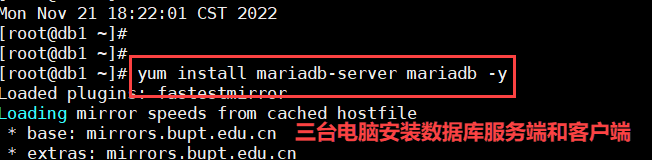 Mon Nov 21 18:22:01 CST 2022
[root@db1 ~]#
[root@db1 ~]#
[root@db1 ~]# yum install mariadb-server mariadb -y
Loaded plugins: fastestmirror
Loading mirror speeds from cached hostfile
* base: mirrors.bupt.edu.cn 三台电脑安装数据库服务端和客户端
* extras: mirrors.bupt.edu.cn